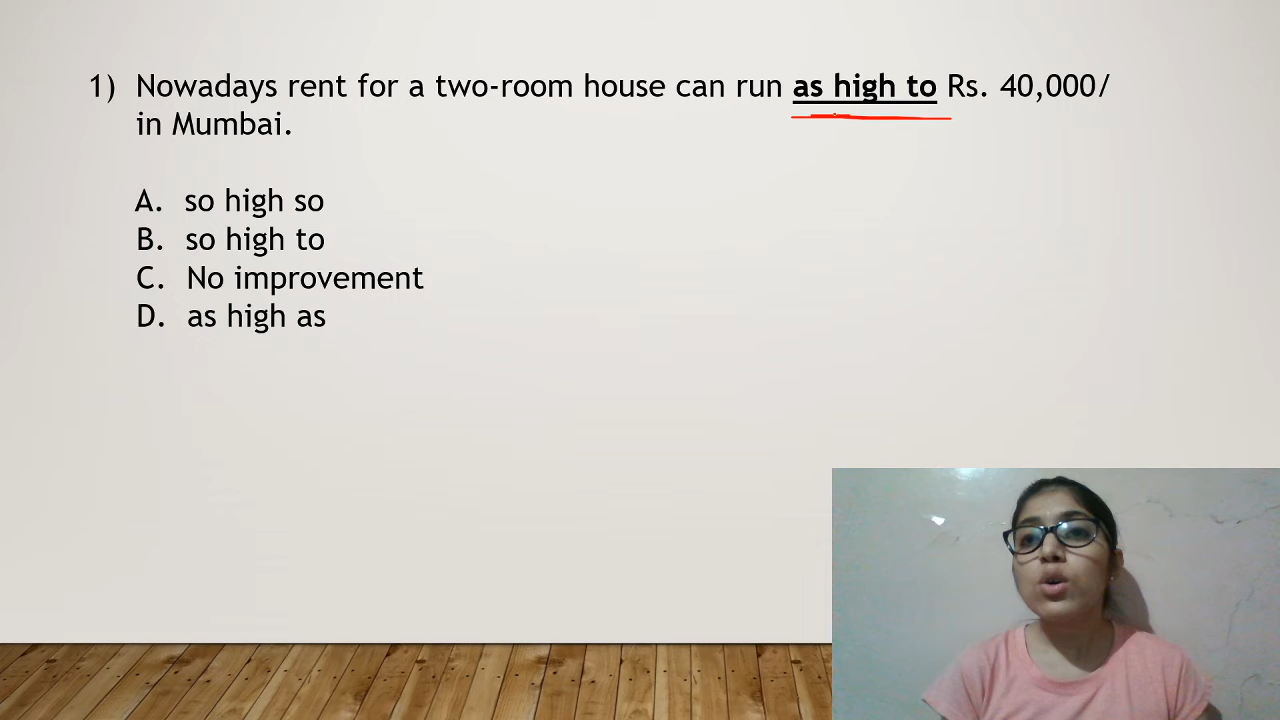 1) Nowadays rent for a two-room house can run as high to Rs. 40,000/
in Mumbai.
A. so high so
B. so high to
C. No improvement
D. as high as